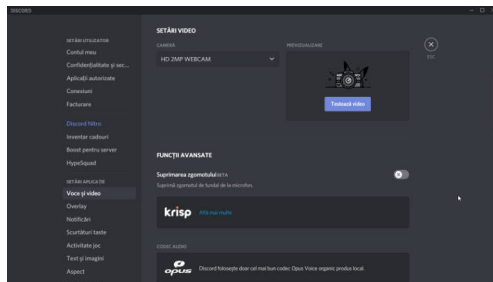 DISCORD
SETĂRI UTILIZATOR
Contul meu
Confidențialitate și sec...
Aplicații autorizate
Conexiuni
Facturare
Discord Nitro
Inventar cadouri
Boost pentru server
HypeSquad
SETĂRI APLICAȚIE
Voce și video
Overlay
Notificări
Scurtături taste
Activitate joc
Text și imagini
Aspect
SETĂRI VIDEO
CAMERĂ
HD 2MP WEBCAM
PREVIZUALIZARE
Testează video
ESC
FUNCȚII AVANSATE
Suprimarea zgomotului BETA
Suprimă zgomotul de fundal de la microfon.
krisp Află mai multe
CODEC AUDIO
opus Discord folosește doar cel mai bun codec Opus Voice organic produs local.